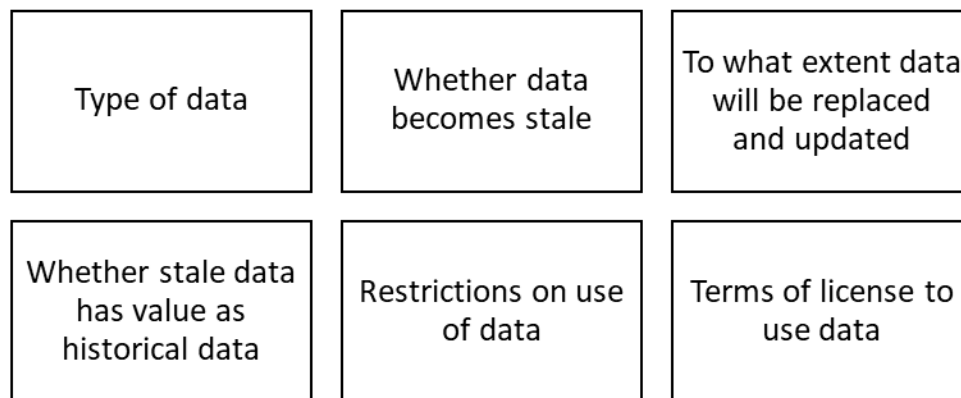 Type of data
Whether data
becomes stale
To what extent data
will be replaced
and updated
Whether stale data
has value as
historical data
Restrictions on use
of data
Terms of license to
use data